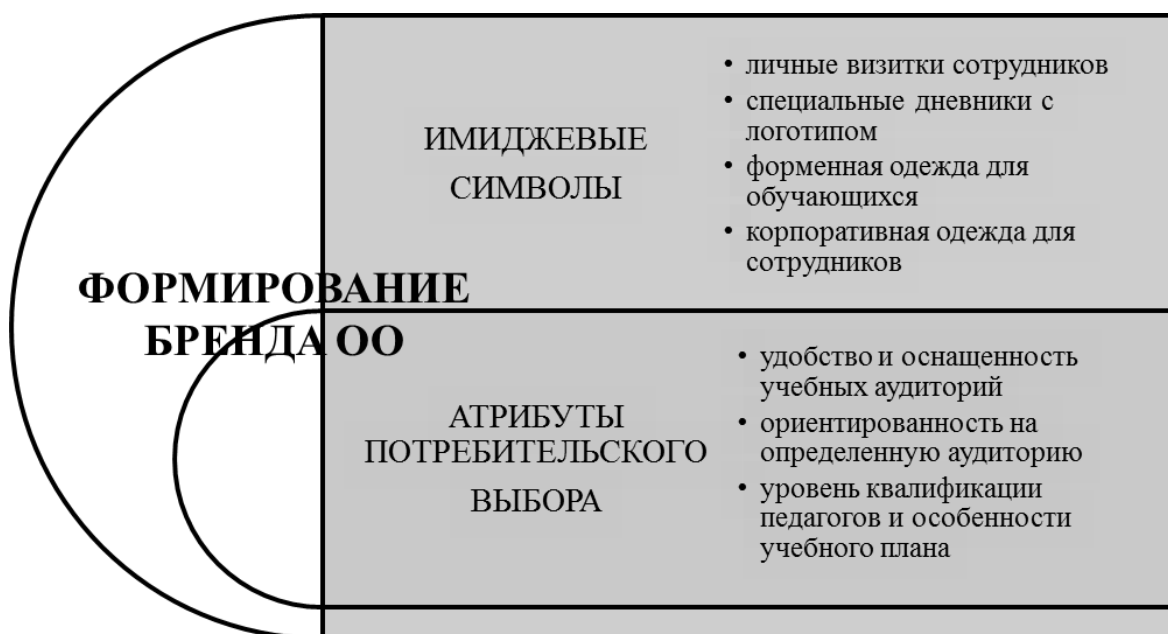 ФОРМИРОВАНИЕ
БРЕНДА ОО
ИМИДЖЕВЫЕ
СИМВОЛЫ
• личные визитки сотрудников
• специальные дневники с
логотипом
• форменная одежда для
обучающихся
• корпоративная одежда для
сотрудников
АТРИБУТЫ
ПОТРЕБИТЕЛЬСКОГО
ВЫБОРА
• удобство и оснащенность
учебных аудиторий
• ориентированность на
определенную аудиторию
• уровень квалификации
педагогов и особенности
учебного плана